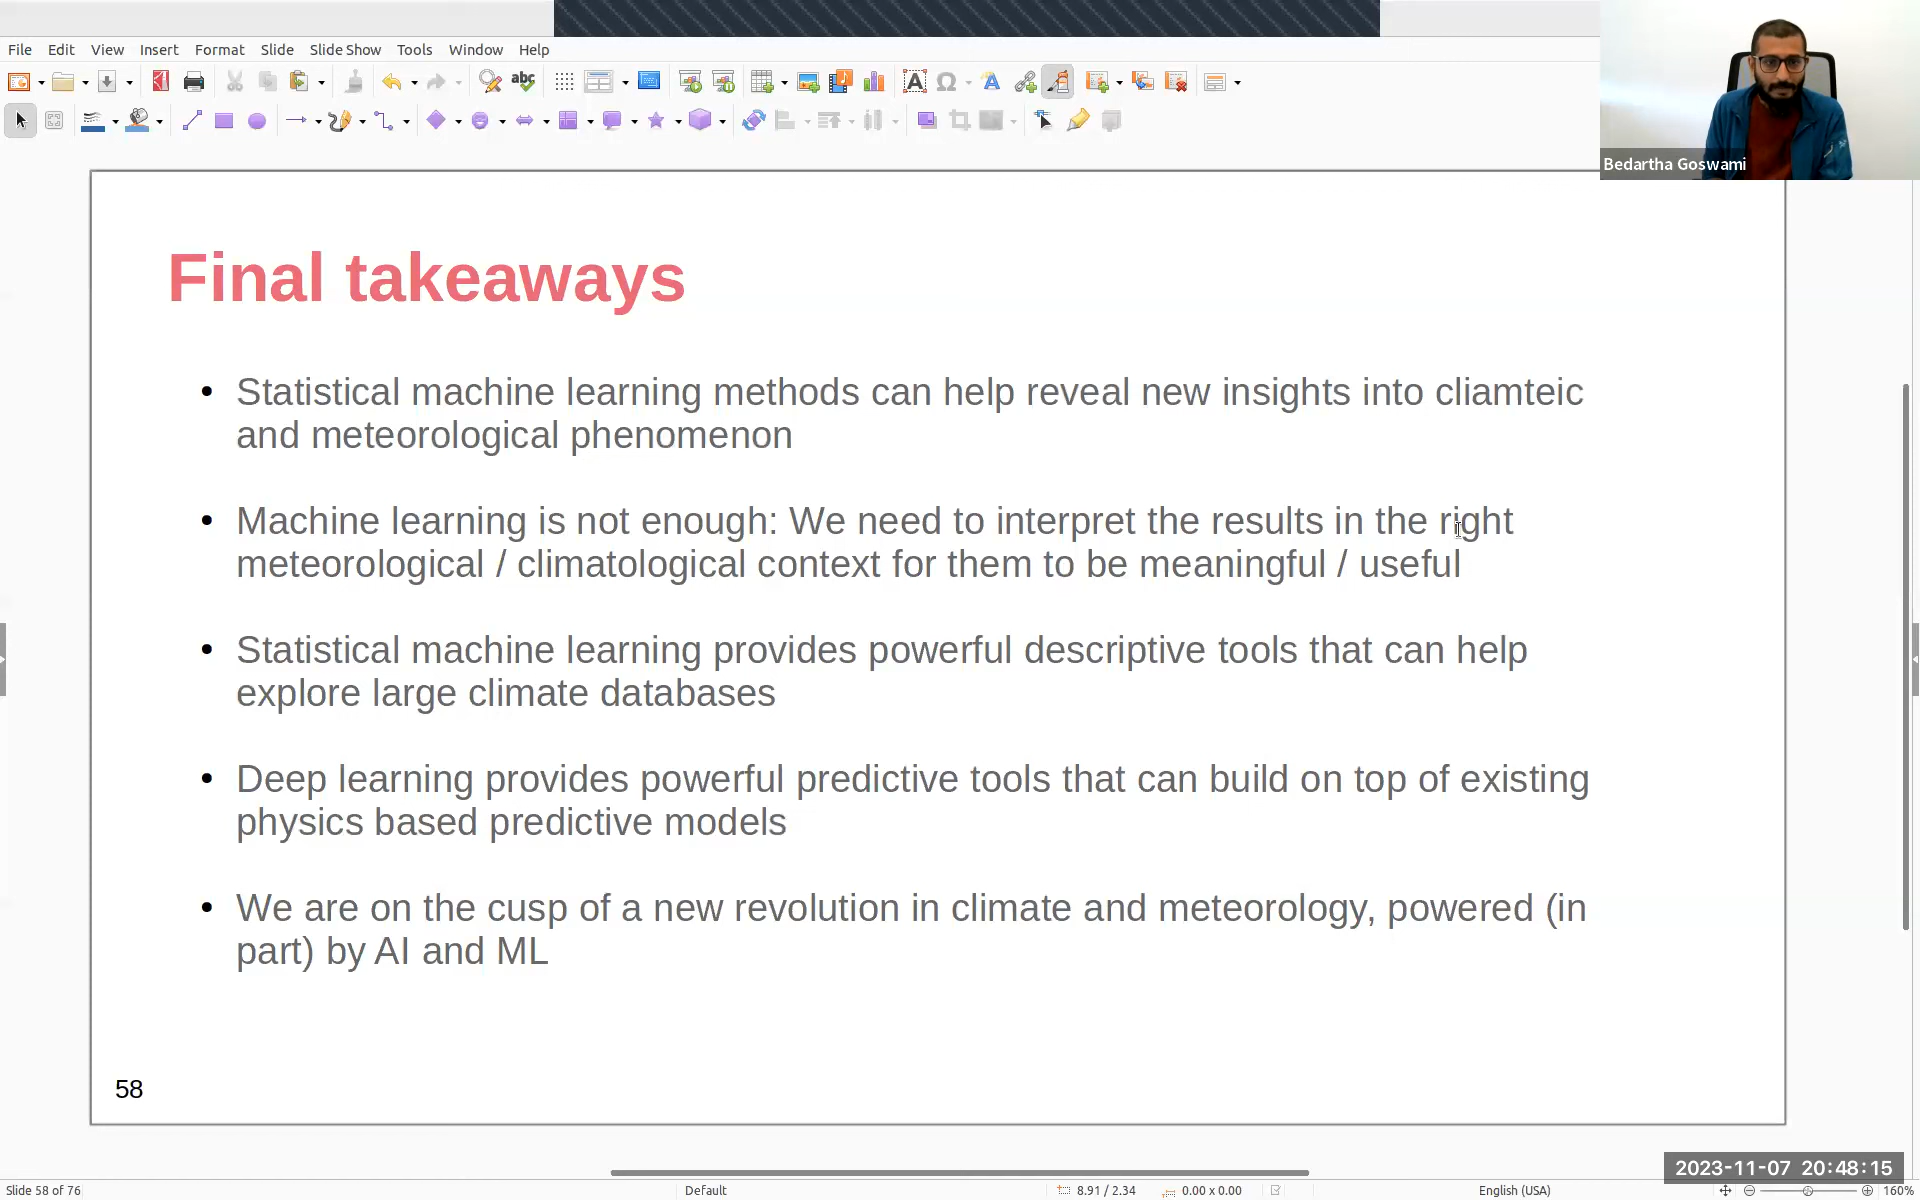 File Edit View Insert Format Slide Slide Show Tools Window Help
abc
Bedartha Goswami
Final takeaways
• Statistical machine learning methods can help reveal new insights into cliamteic
and meteorological phenomenon
• Machine learning is not enough: We need to interpret the results in the right
meteorological / climatological context for them to be meaningful / useful
• Statistical machine learning provides powerful descriptive tools that can help
explore large climate databases
• Deep learning provides powerful predictive tools that can build on top of existing
physics based predictive models
• We are on the cusp of a new revolution in climate and meteorology, powered (in
part) by AI and ML
58
2023-11-07 20:48:15
Slide 58 of 76 Default 8.91 / 2.34 0.00 x 0.00 English (USA) 160%